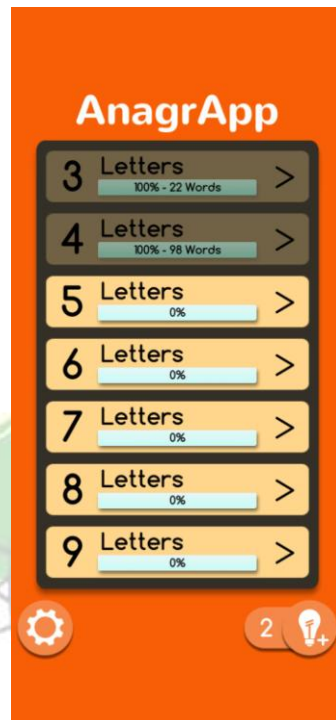 AnagrApp
3 Letters >
100% - 22 Words
4 Letters >
100% - 98 Words
5 Letters >
0%
6 Letters >
0%
7 Letters >
0%
8 Letters >
0%
9 Letters >
0%
2 +